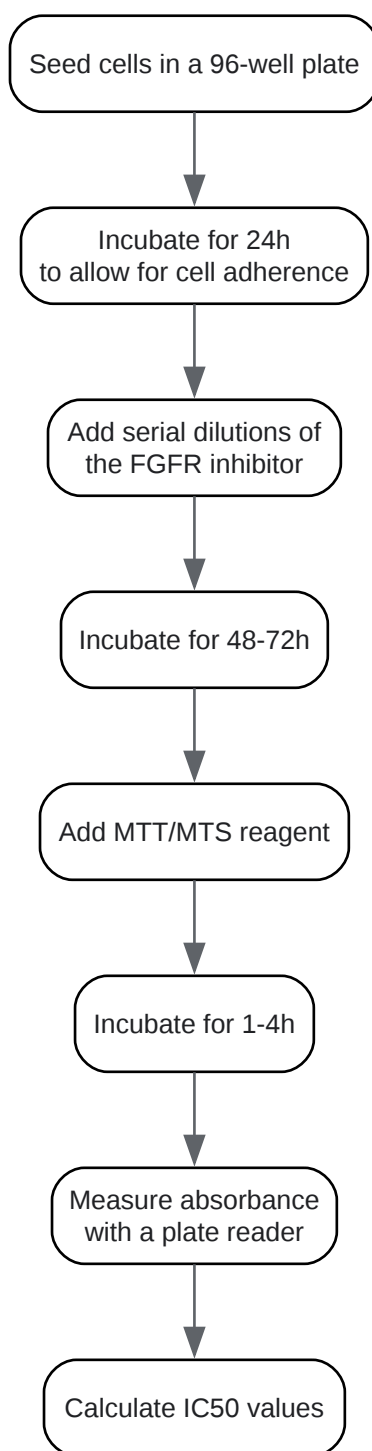 Seed cells in a 96-well plate
Incubate for 24h
to allow for cell adherence
Add serial dilutions of
the FGFR inhibitor
Incubate for 48-72h
Add MTT/MTS reagent
Incubate for 1-4h
Measure absorbance
with a plate reader
Calculate IC50 values